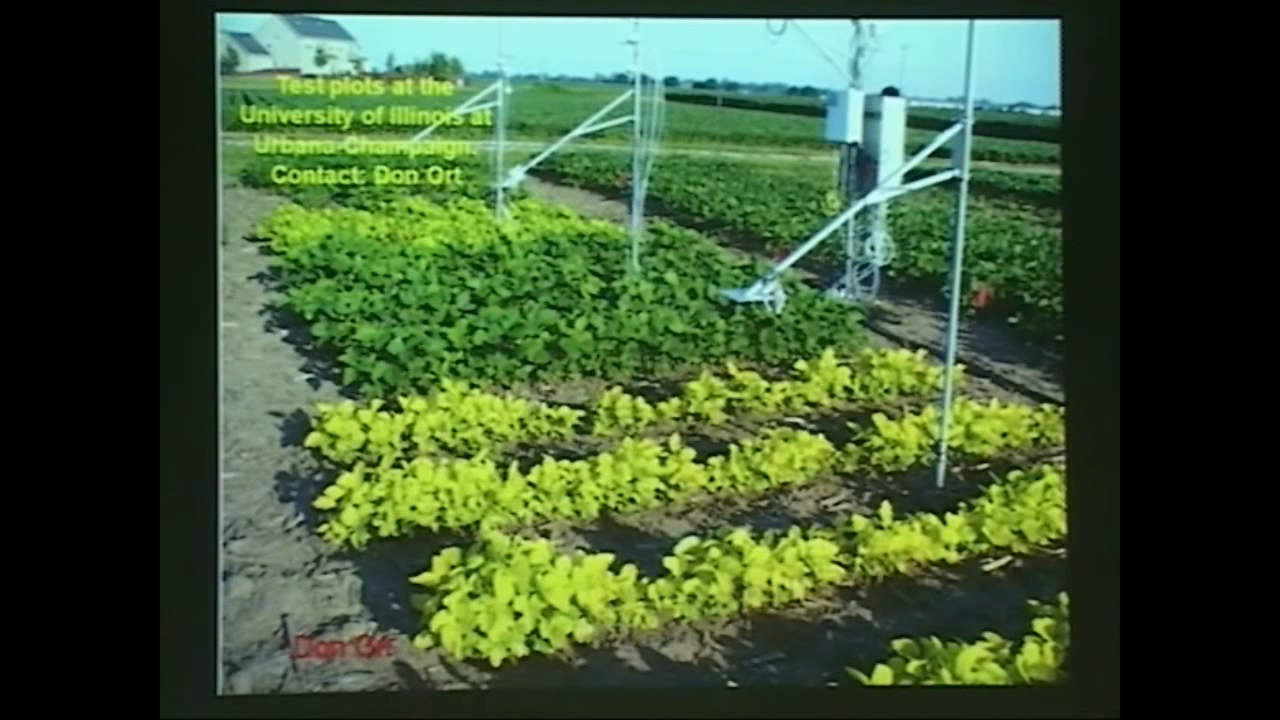 Test plots at the
University of Illinois at
Urbana-Champaign.
Contact: Don Ort
Don Ort